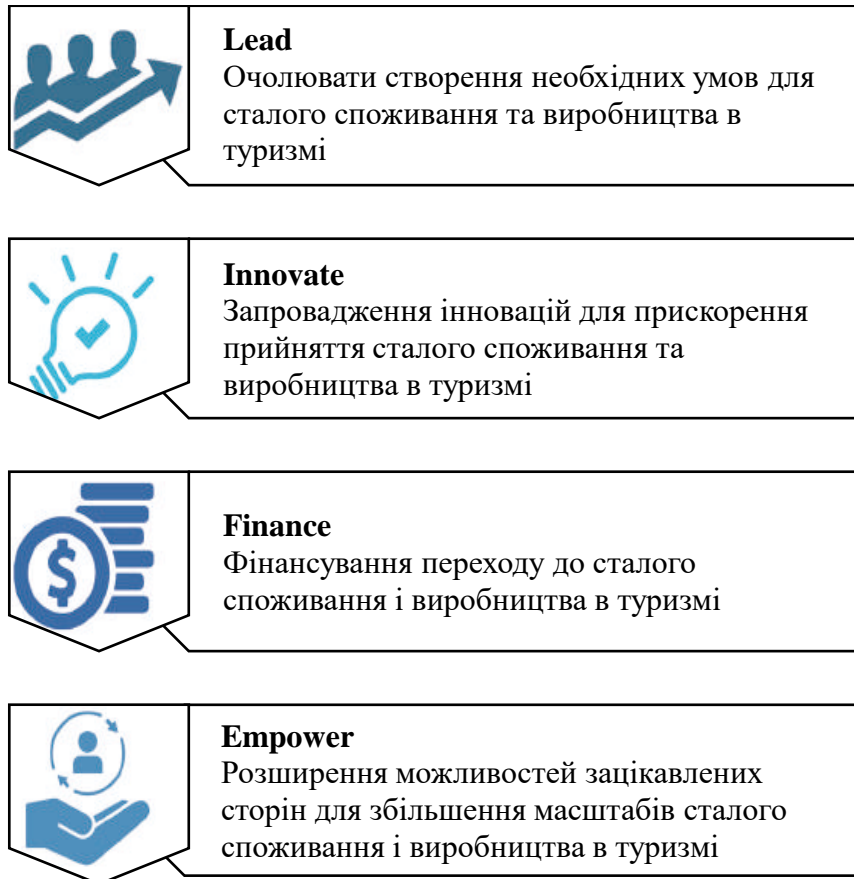 Lead
Очолювати створення необхідних умов для
сталого споживання та виробництва в
туризмі
Innovate
Запровадження інновацій для прискорення
прийняття сталого споживання та
виробництва в туризмі
$
Finance
Фінансування переходу до сталого
споживання і виробництва в туризмі
Empower
Розширення можливостей зацікавлених
сторін для збільшення масштабів сталого
споживання і виробництва в туризмі